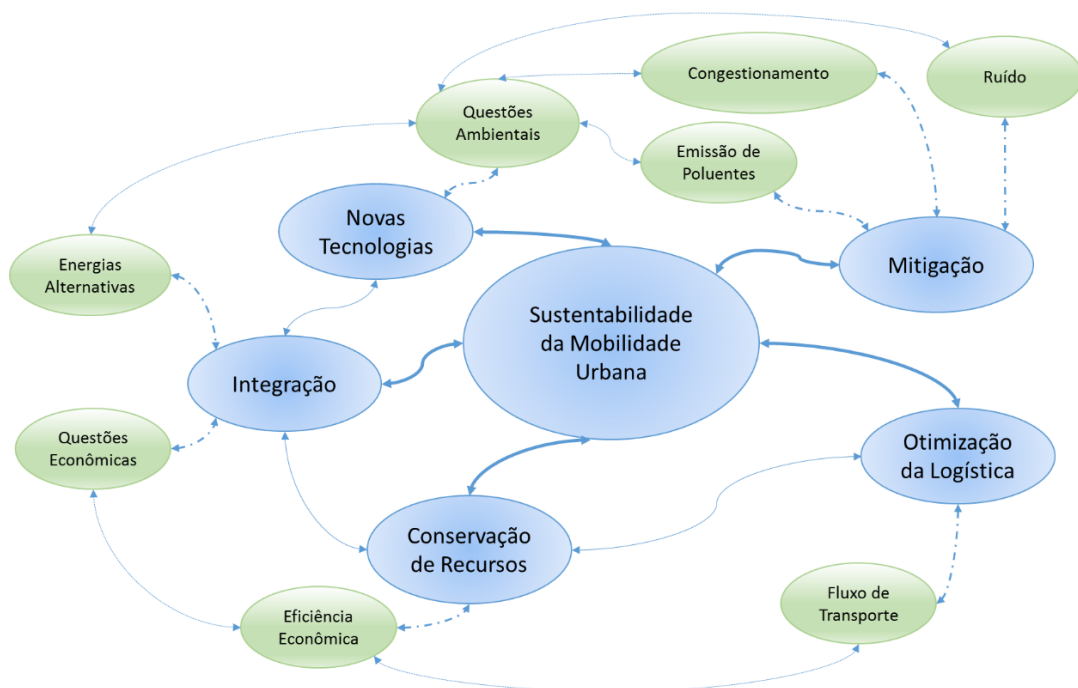 Congestionamento
Ruído
Questões
Ambientais
Emissão de
Poluentes
Novas
Tecnologias
Energias
Alternativas
Mitigação
Sustentabilidade
da Mobilidade
Urbana
Integração
Questões
Econômicas
Otimização
da Logística
Conservação
de Recursos
Fluxo de
Transporte
Eficiência
Econômica